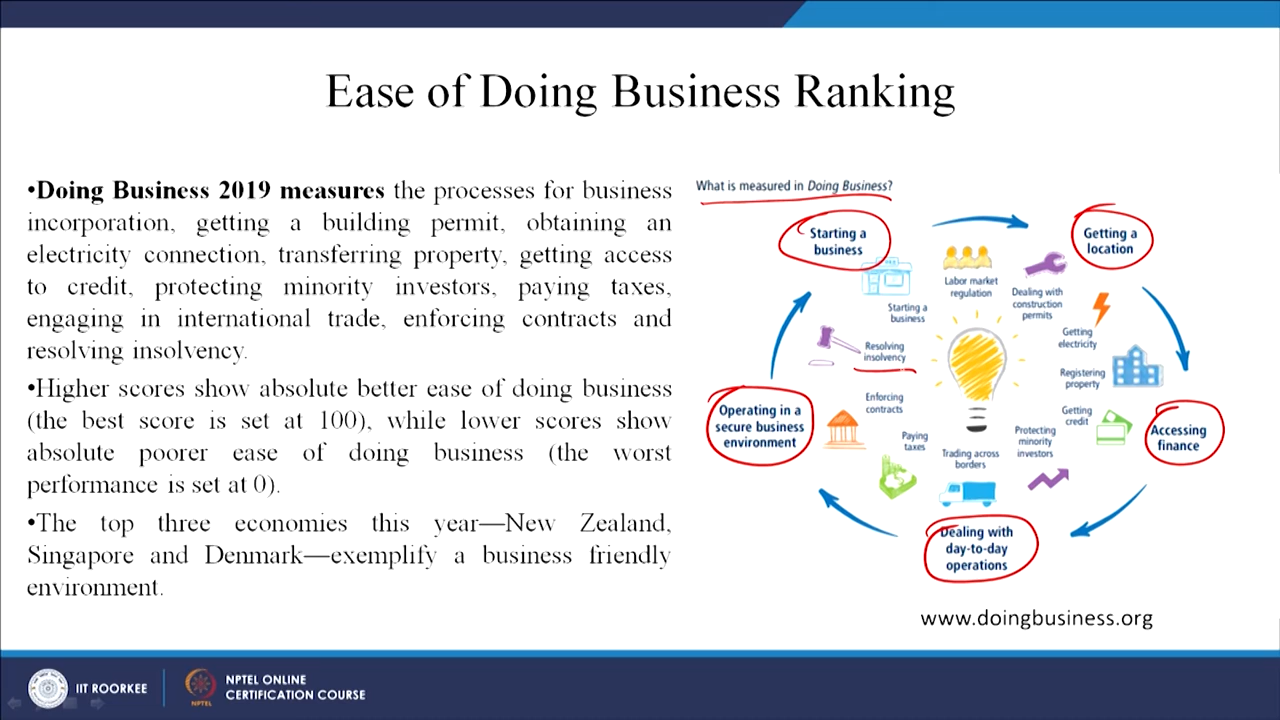 Ease of Doing Business Ranking
•Doing Business 2019 measures the processes for business
incorporation, getting a building permit, obtaining an
electricity connection, transferring property, getting access
to credit, protecting minority investors, paying taxes,
engaging in international trade, enforcing contracts and
resolving insolvency.
•Higher scores show absolute better ease of doing business
(the best score is set at 100), while lower scores show
absolute poorer ease of doing business (the worst
performance is set at 0).
•The top three economies this year—New Zealand,
Singapore and Denmark—exemplify a business friendly
environment.
What is measured in Doing Business?
Starting a
business
Getting a
location
Accessing
finance
Dealing with
day-to-day
operations
Operating in a
secure business
environment
Labor market
regulation
Dealing with
construction
permits
Getting
electricity
Registering
property
Getting
credit
Protecting
minority
investors
Trading across
borders
Paying
taxes
Enforcing
contracts
Resolving
insolvency
Starting a
business
www.doingbusiness.org
IIT ROORKEE
NPTEL
NPTEL ONLINE
CERTIFICATION COURSE